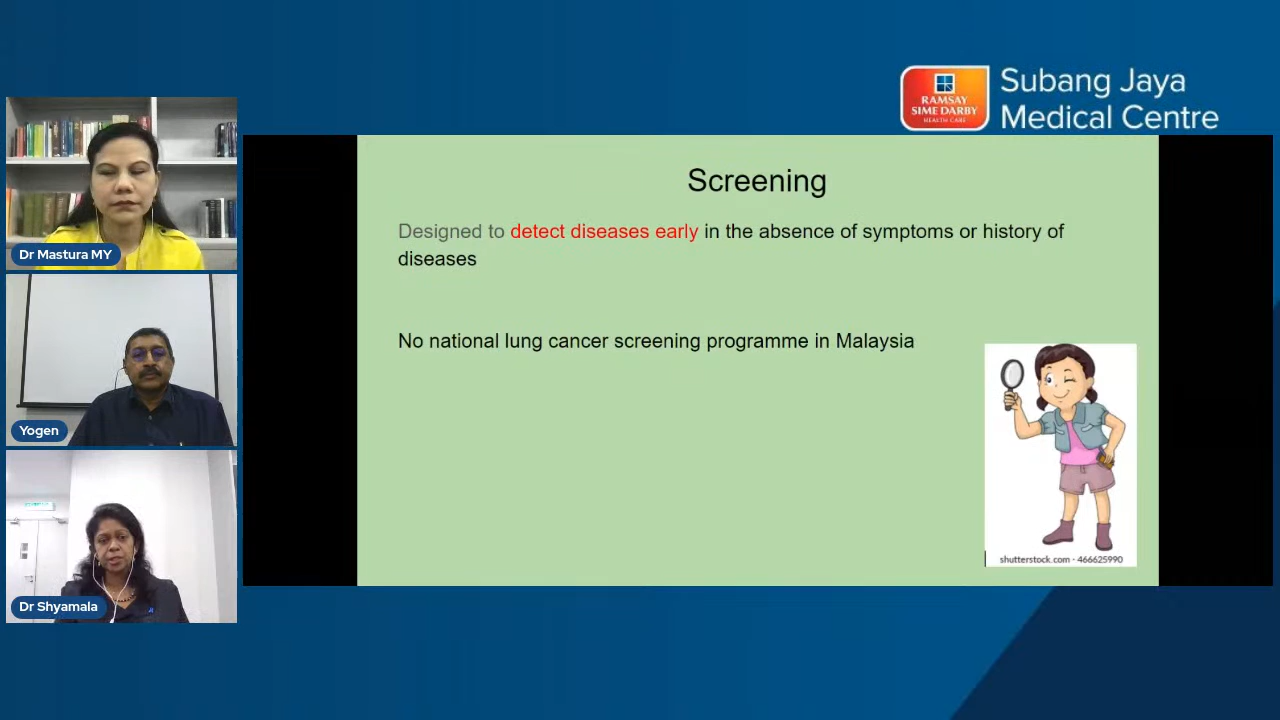 RAMSAY
SIME DARBY
HEALTH CARE
Subang Jaya
Medical Centre
Dr Mastura MY
Yogen
Dr Shyamala
Screening
Designed to detect diseases early in the absence of symptoms or history of
diseases
No national lung cancer screening programme in Malaysia
shutterstock.com · 466625990